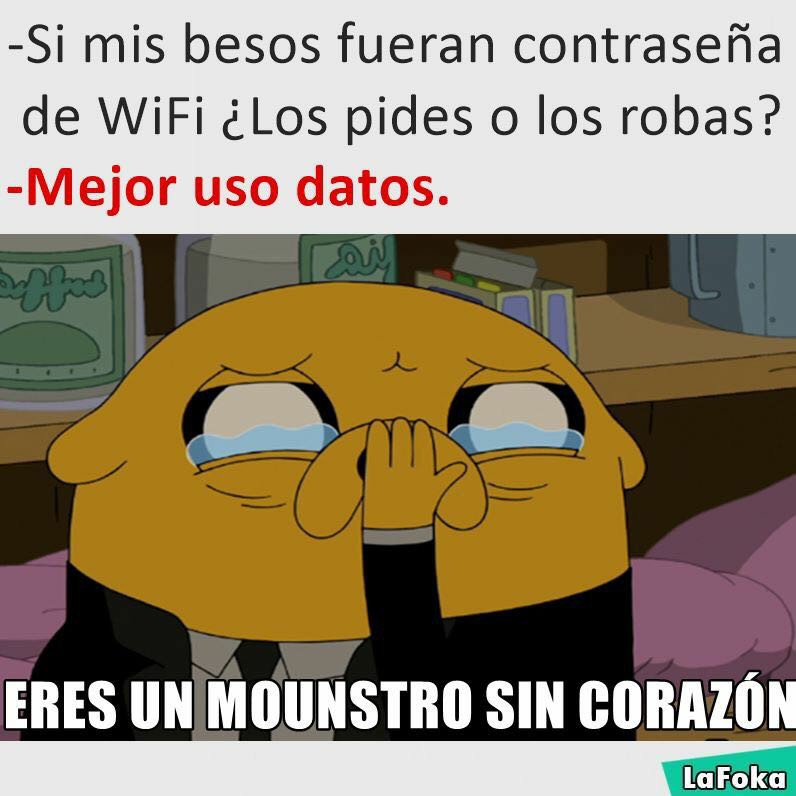 -Si mis besos fueran contraseña
de WiFi ¿Los pides o los robas?
-Mejor uso datos.
ERES UN MOUNSTRO SIN CORAZÓN
LaFoka